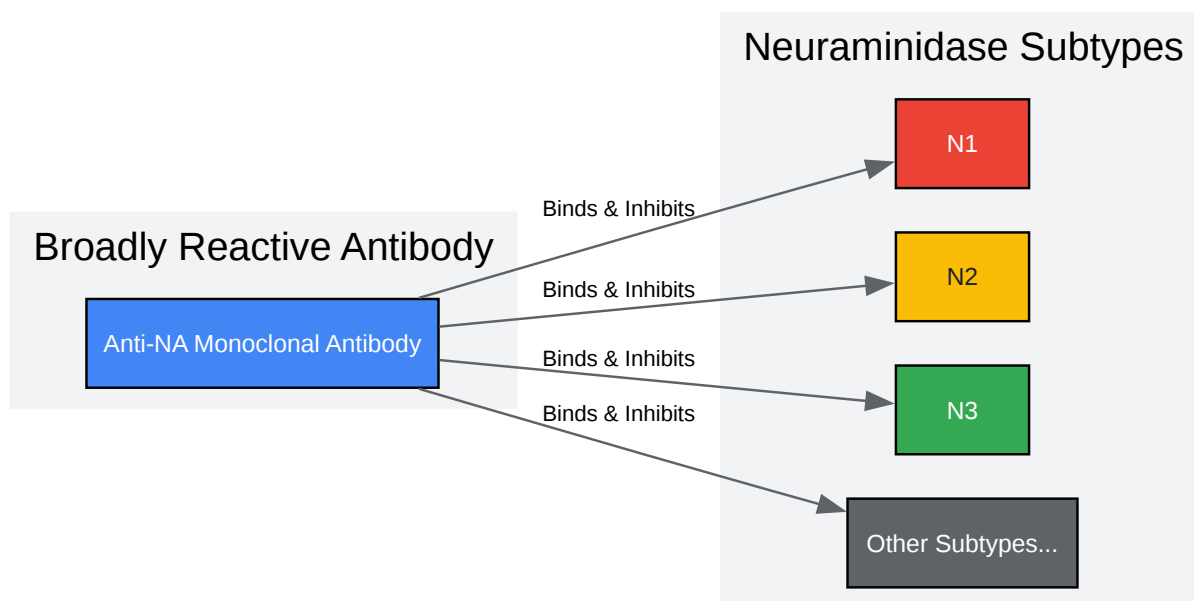 Neuraminidase Subtypes
N1
Binds & Inhibits
Broadly Reactive Antibody
N2
Binds & Inhibits
Anti-NA Monoclonal Antibody
Binds & Inhibits
N3
Binds & Inhibits
Other Subtypes...